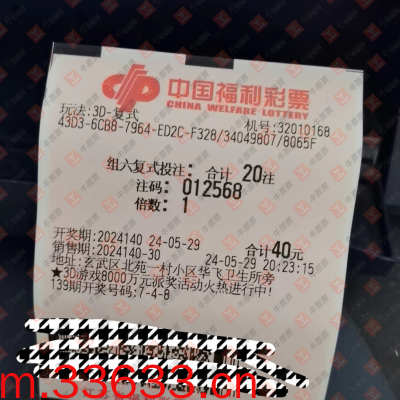 中国福利彩票
CHINA WELFARE LOTTERY
玩法:3D-复式 机号:32010168
43D3-6CB8-7964-ED2C-F328/34049807/8065F
组六复式投注: 合计 20注
注码: 012568
倍数: 1
开奖期:2024140 24-05-29 合计40元
销售期:2024140-30 24-05-29 20:23:15
地址:玄武区北苑一村小区华飞卫生所旁
★3D游戏8000万元派奖活动火热进行中!
139期开奖号码:7-4-8
m.33633.cn